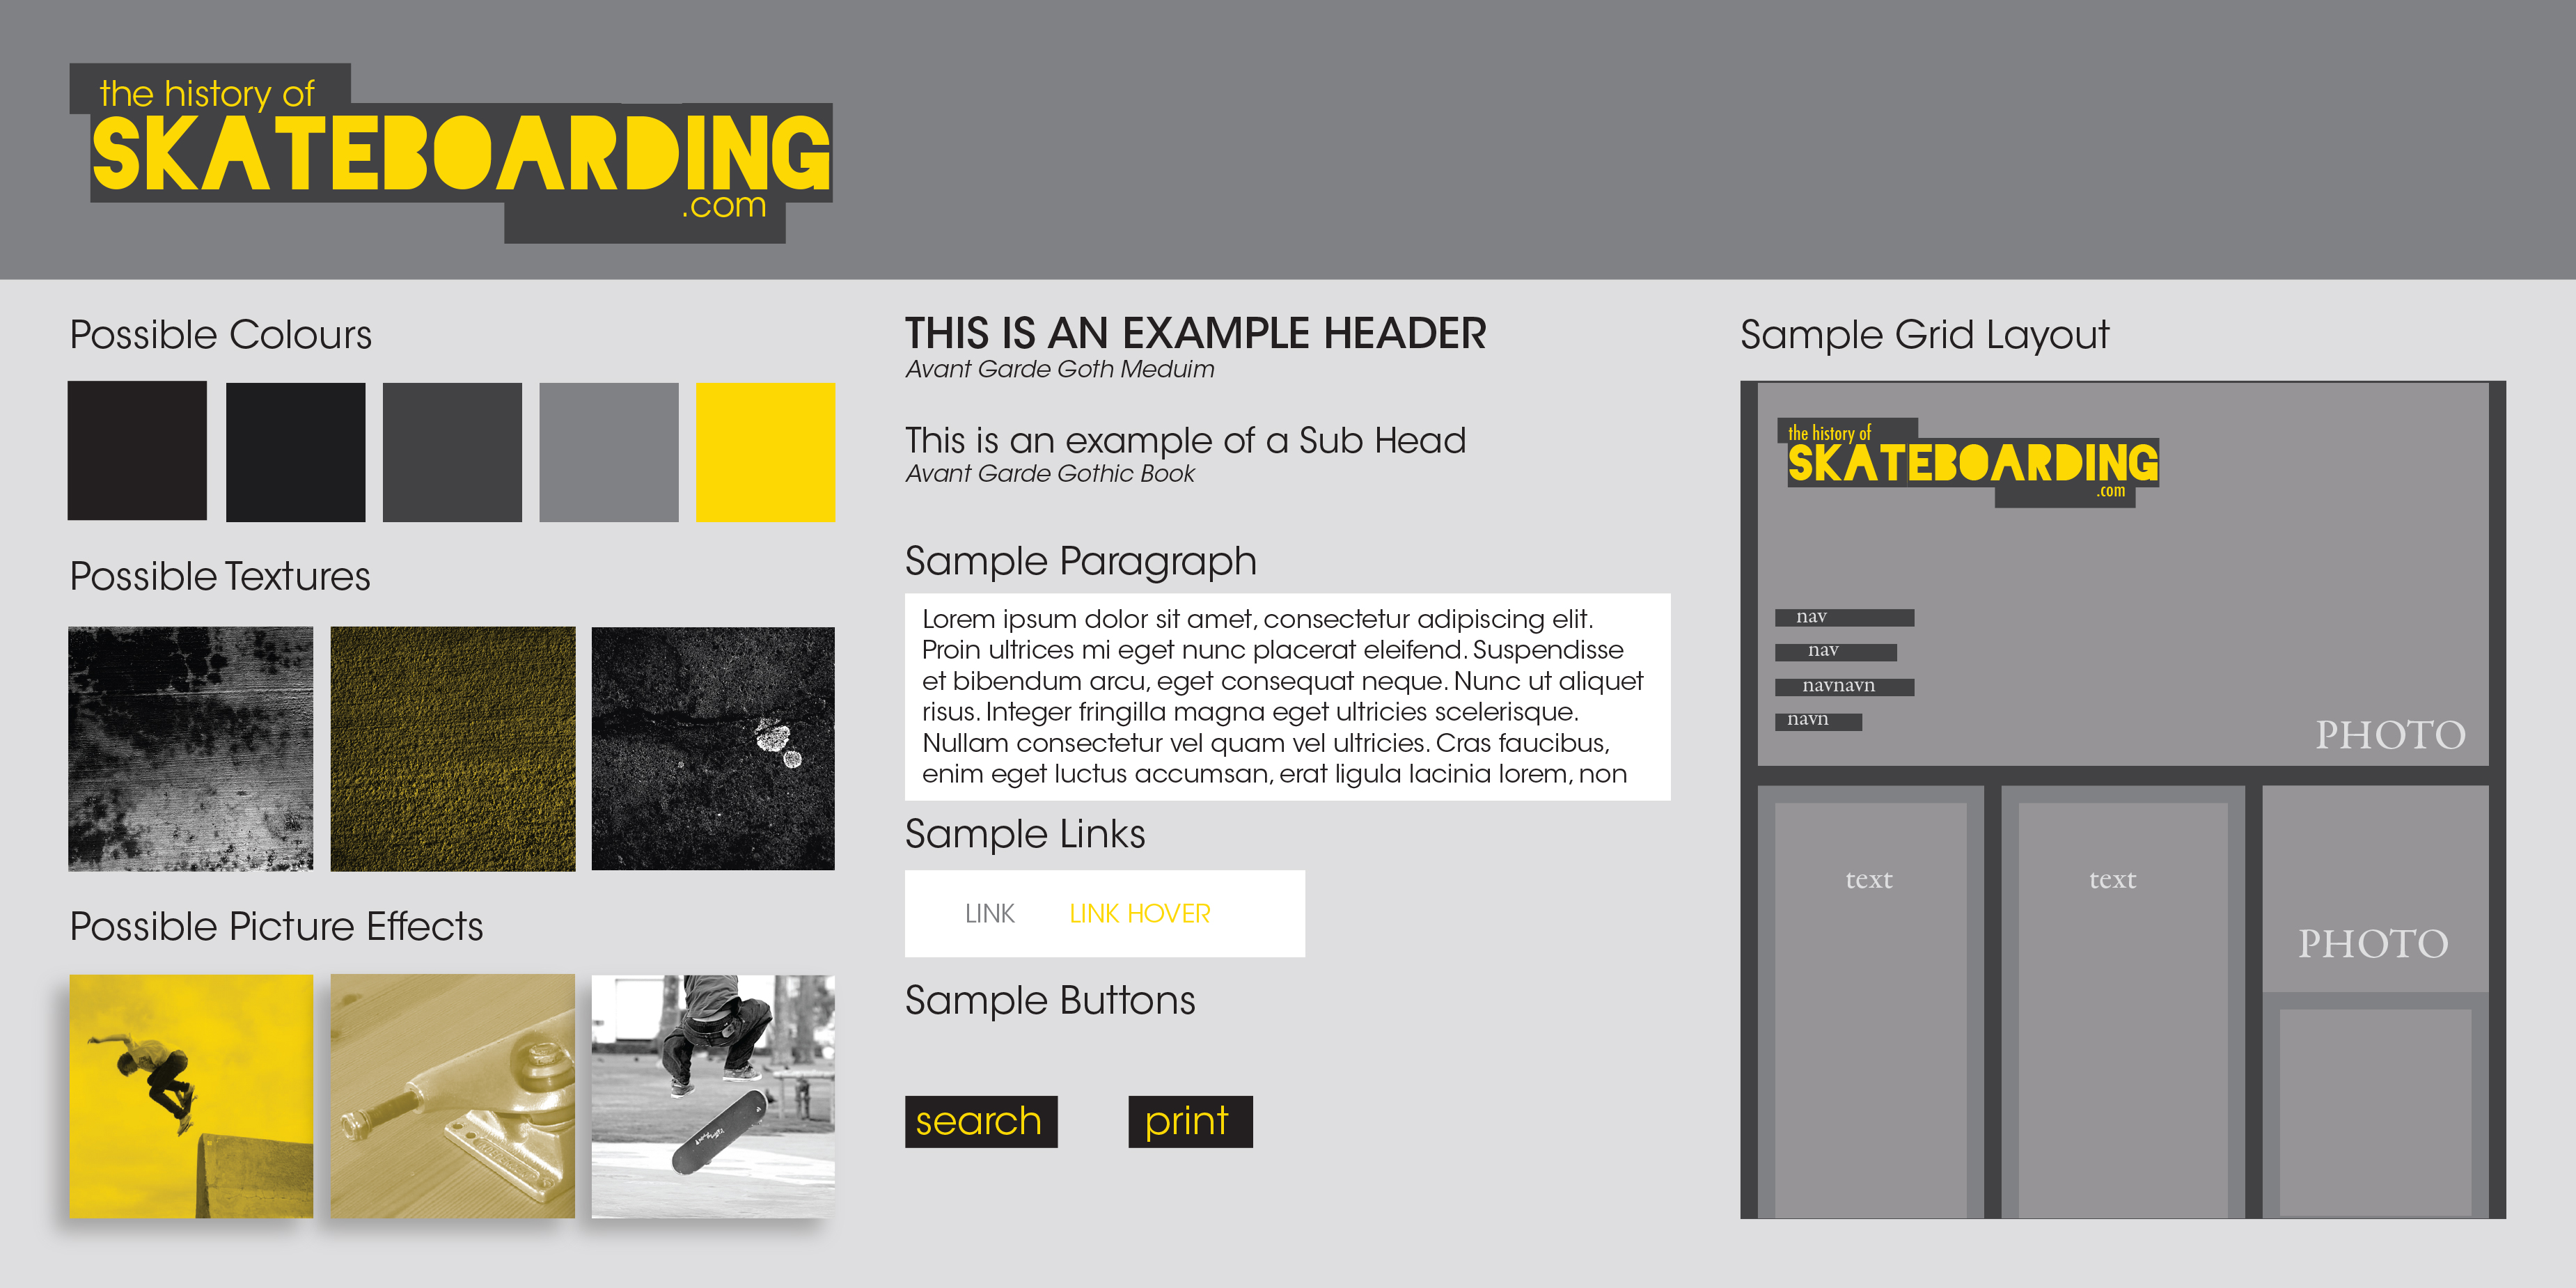 the history of
SKATEBOARDING
.com
Possible Colours
Possible Textures
Possible Picture Effects
THIS IS AN EXAMPLE HEADER
Avant Garde Goth Meduim
This is an example of a Sub Head
Avant Garde Gothic Book
Sample Paragraph
Lorem ipsum dolor sit amet, consectetur adipiscing elit.
Proin ultrices mi eget nunc placerat eleifend. Suspendisse
et bibendum arcu, eget consequat neque. Nunc ut aliquet
risus. Integer fringilla magna eget ultricies scelerisque.
Nullam consectetur vel quam vel ultricies. Cras faucibus,
enim eget luctus accumsan, erat ligula lacinia lorem, non
Sample Links
LINK LINK HOVER
Sample Buttons
search print
Sample Grid Layout
the history of
SKATEBOARDING
.com
nav
nav
navnavn
navn
PHOTO
text
text
PHOTO